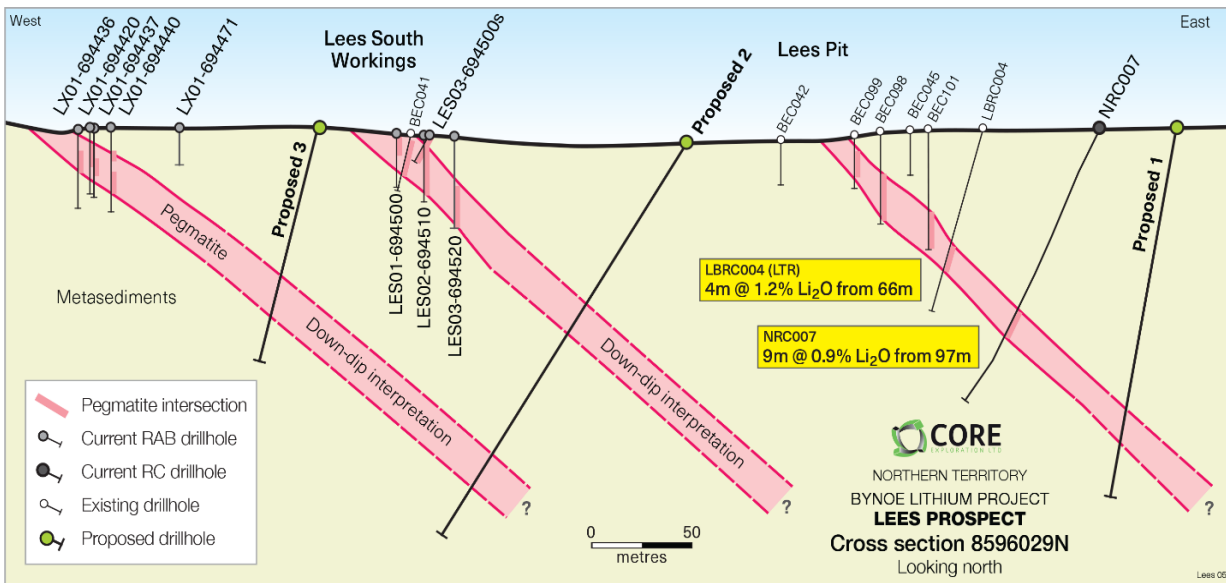 West
East
LX01-694436
LX01-694420
LX01-694437
LX01-694440
LX01-694471
Lees South
Workings
BEC041
LES03-694500s
Proposed 2
Lees Pit
BEC042
BEC099
BEC098
BEC045
BEC101
LBRC004
NRC007
Proposed 3
LES01-694500
LES02-694510
LES03-694520
Proposed 1
Pegmatite
Metasediments
Down-dip interpretation
Down-dip interpretation
LBRC004 (LTR)
4m @ 1.2% Li₂O from 66m
NRC007
9m @ 0.9% Li₂O from 97m
Pegmatite intersection
Current RAB drillhole
Current RC drillhole
Existing drillhole
Proposed drillhole
?
?
?
0 50
metres
CORE
EXPLORATION LTD
NORTHERN TERRITORY
BYNOE LITHIUM PROJECT
LEES PROSPECT
Cross section 8596029N
Looking north